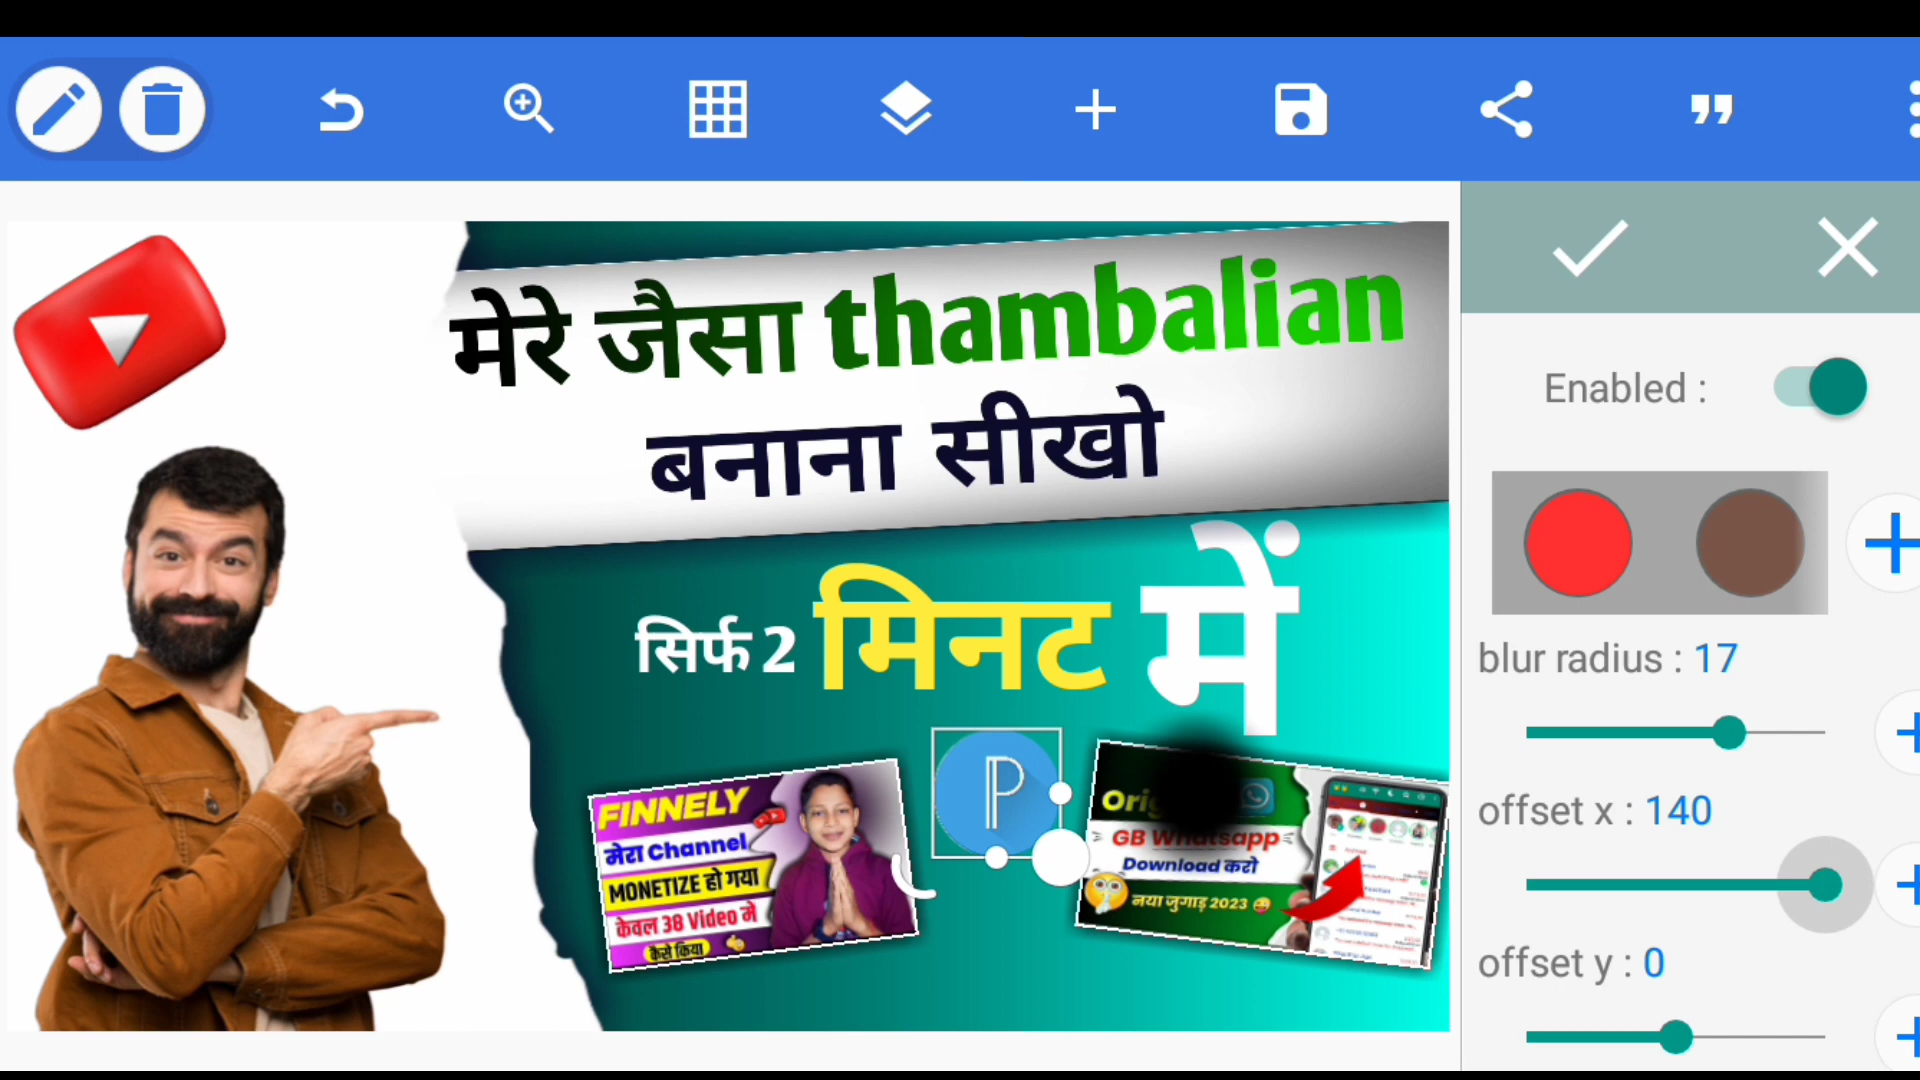 मेरे जैसा thambalian
बनाना सीखो
सिर्फ 2 मिनट में
FINNELY
मेरा Channel
MONETIZE हो गया
केवल 38 Video मे
कैसे किया
P
Orig
GB Whatsapp
Download करो
नया जुगाड़ 2023
Enabled :
blur radius : 17
offset x : 140
offset y : 0